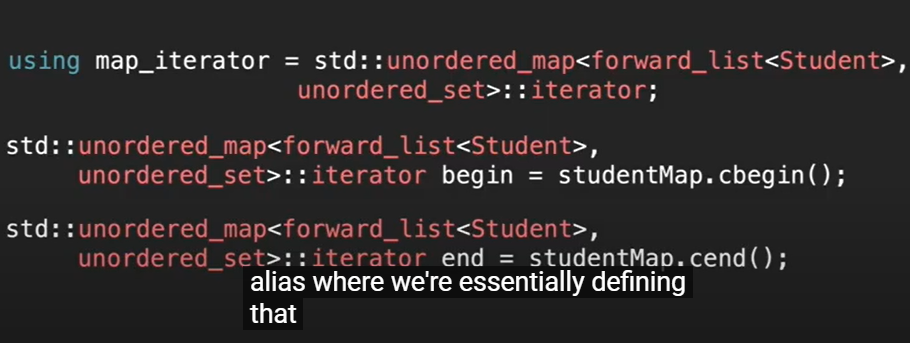 using map_iterator = std::unordered_map<forward_list<Student>,
unordered_set>::iterator;
std::unordered_map<forward_list<Student>,
unordered_set>::iterator begin = studentMap.cbegin();
std::unordered_map<forward_list<Student>,
unordered_set>::iterator end = studentMap.cend();
alias where we're essentially defining
that